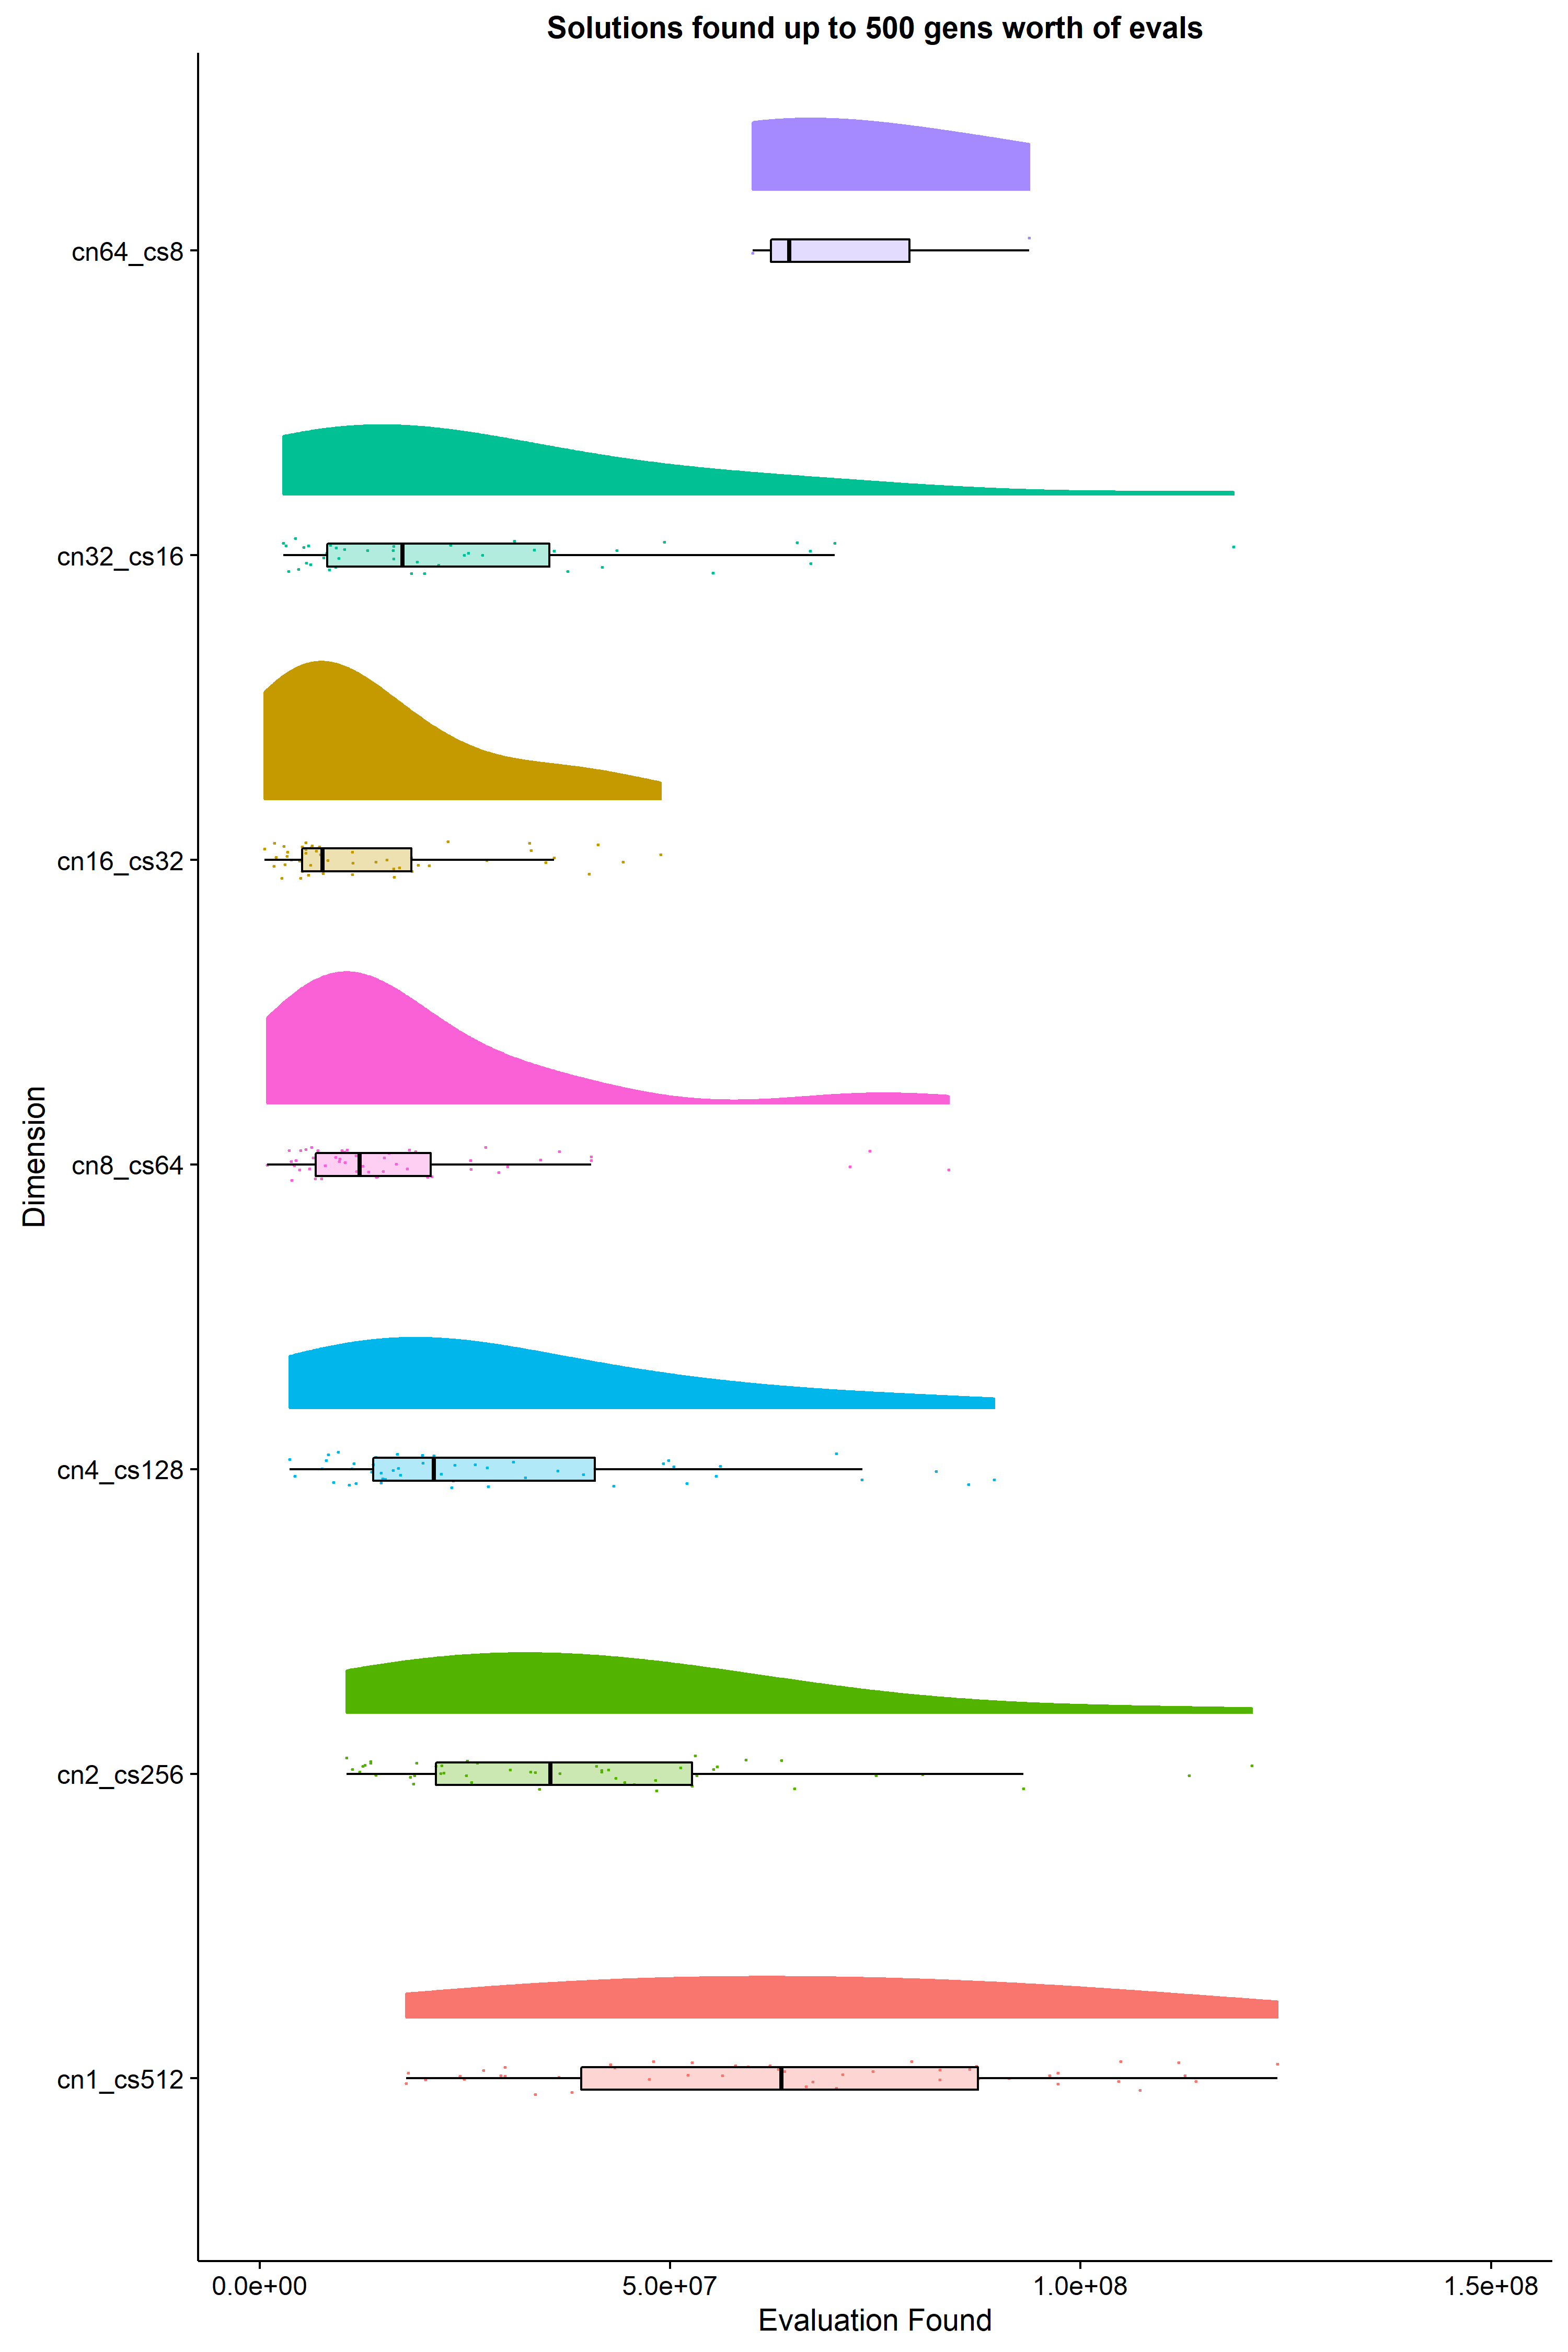 Solutions found up to 500 gens worth of evals
cn64_cs8
cn32_cs16
cn16_cs32
cn8_cs64
cn4_cs128
cn2_cs256
cn1_cs512
Dimension
0.0e+00
5.0e+07
1.0e+08
1.5e+08
Evaluation Found